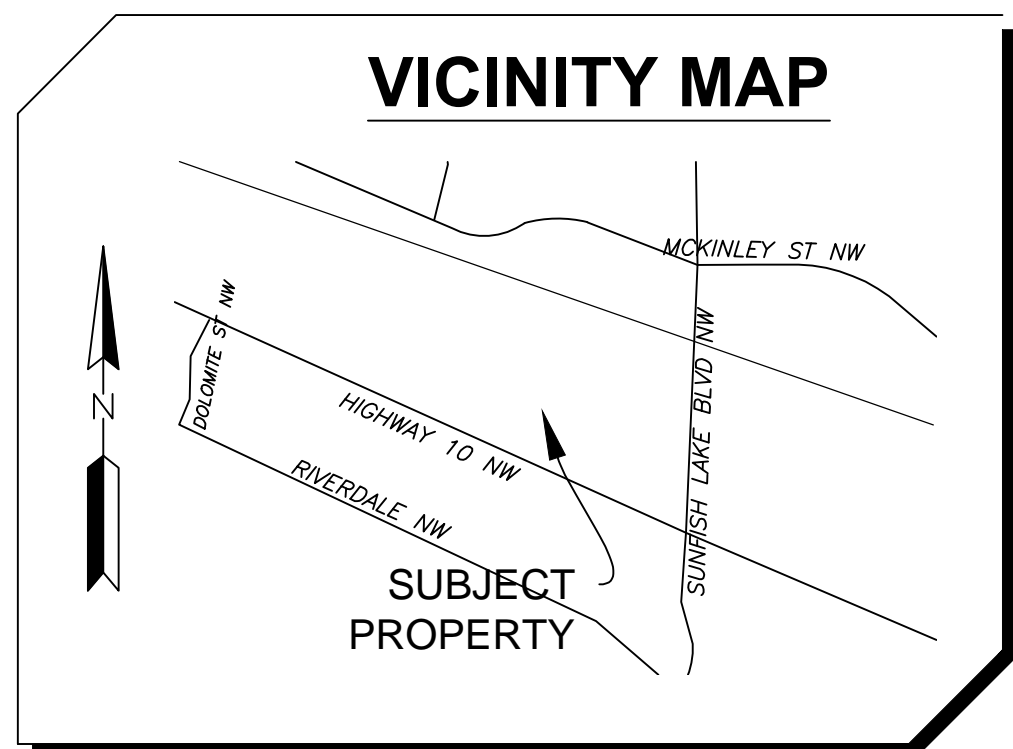 VICINITY MAP
MCKINLEY ST NW
DOLOMITE ST NW
SUNFISH LAKE BLVD NW
HIGHWAY 10 NW
N
RIVERDALE NW
SUBJECT
PROPERTY